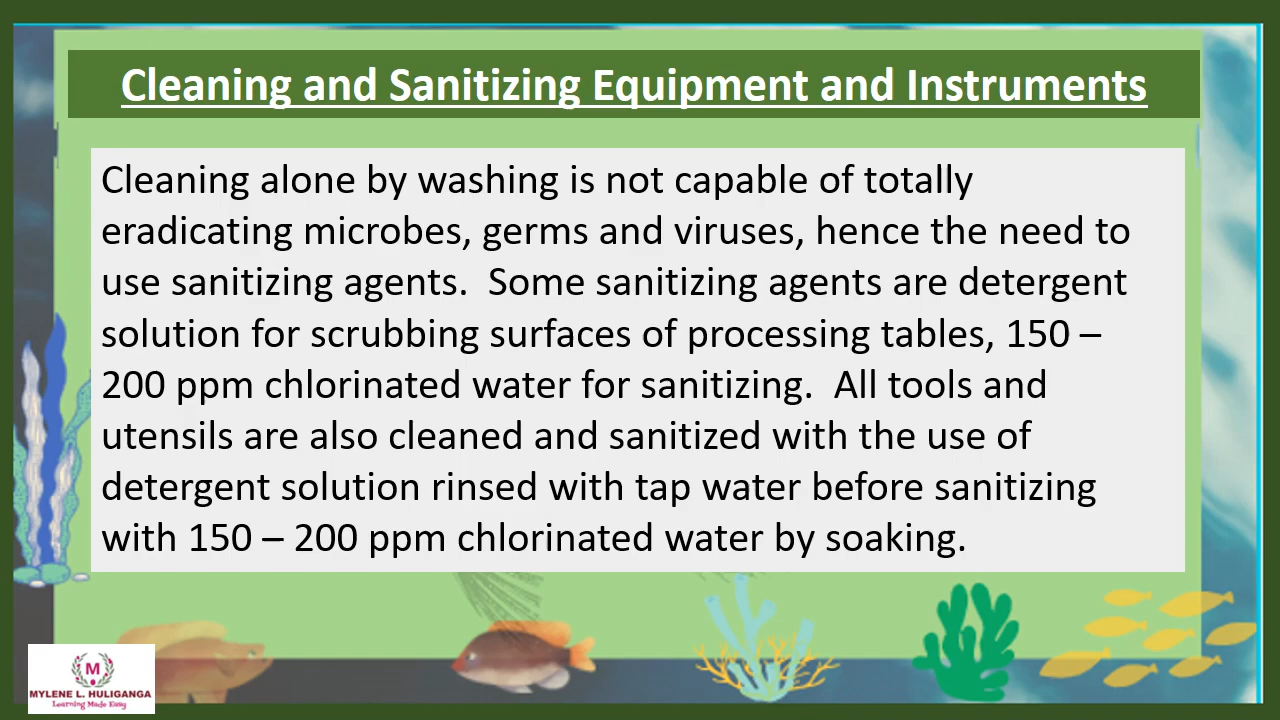 Cleaning and Sanitizing Equipment and Instruments
Cleaning alone by washing is not capable of totally
eradicating microbes, germs and viruses, hence the need to
use sanitizing agents.  Some sanitizing agents are detergent
solution for scrubbing surfaces of processing tables, 150 –
200 ppm chlorinated water for sanitizing.  All tools and
utensils are also cleaned and sanitized with the use of
detergent solution rinsed with tap water before sanitizing
with 150 – 200 ppm chlorinated water by soaking.
M
MYLENE L. HULIGANGA
Learning Made Easy